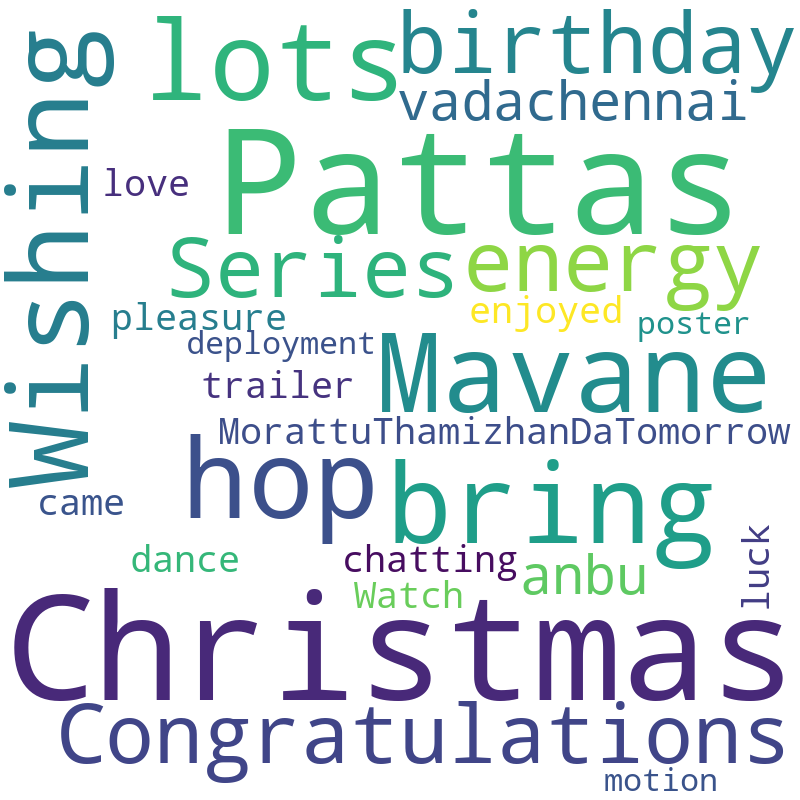 Wishing
lots
birthday
vadachennai
Pattas
love
Series
energy
pleasure
enjoyed
poster
deployment
Mavane
trailer
MorattuThamizhanDaTomorrow
hop
bring
came
dance
chatting
anbu
luck
Watch
Christmas
Congratulations
motion